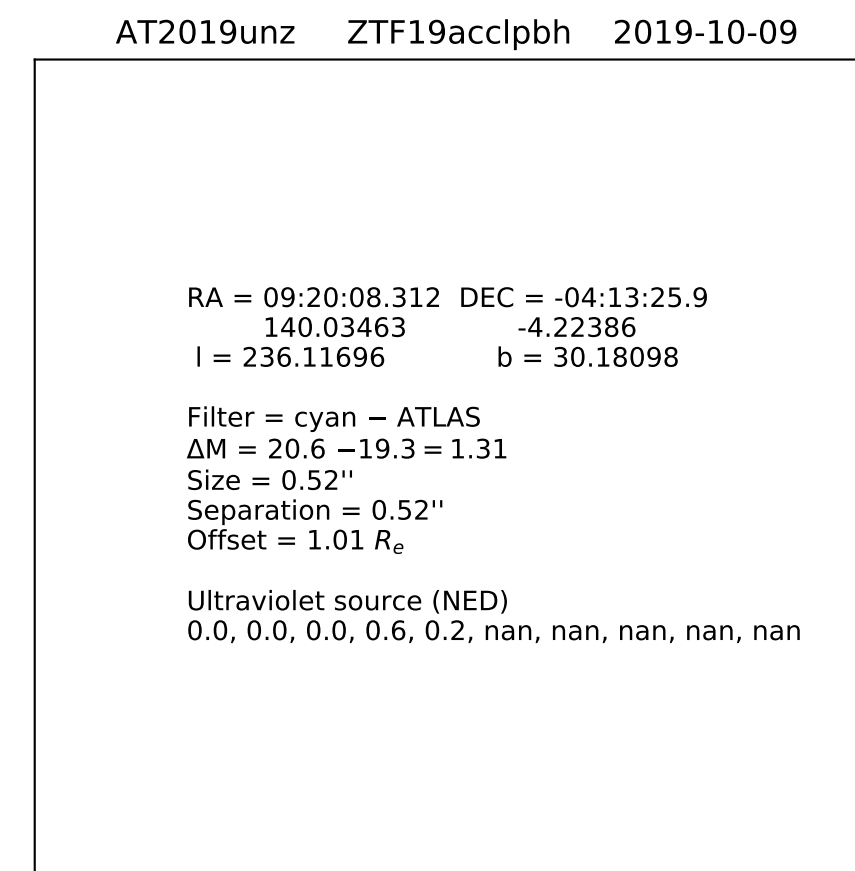 AT2019unz ZTF19acclpbh 2019-10-09
RA = 09:20:08.312 DEC = -04:13:25.9
140.03463 -4.22386
l = 236.11696 b = 30.18098
Filter = cyan − ATLAS
ΔM = 20.6 −19.3 = 1.31
Size = 0.52''
Separation = 0.52''
Offset = 1.01 Re
Ultraviolet source (NED)
0.0, 0.0, 0.0, 0.6, 0.2, nan, nan, nan, nan, nan